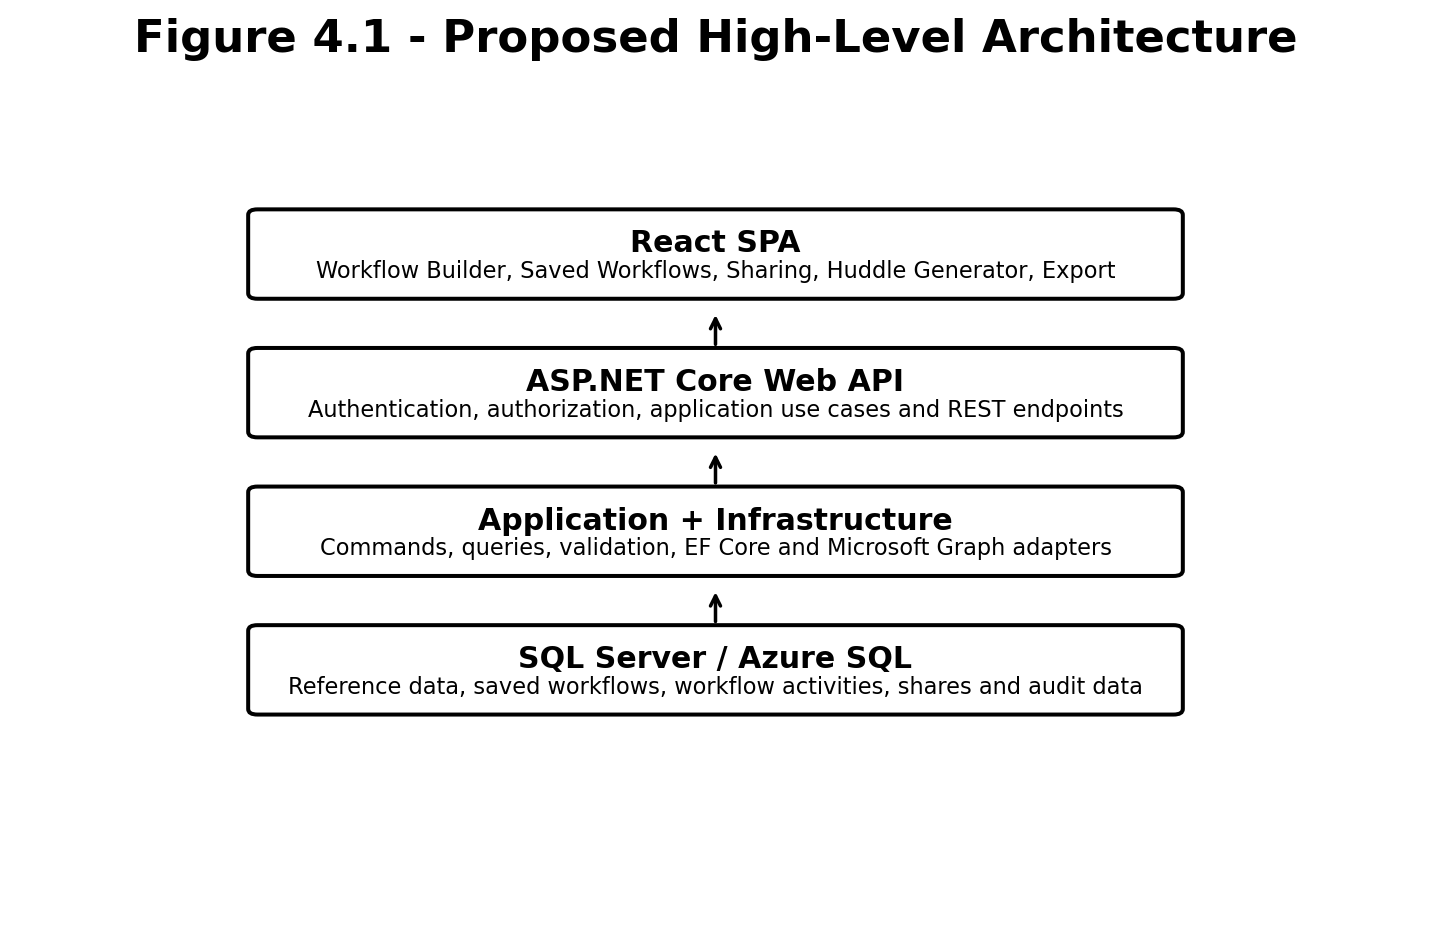 Figure 4.1 - Proposed High-Level Architecture
React SPA
Workflow Builder, Saved Workflows, Sharing, Huddle Generator, Export
ASP.NET Core Web API
Authentication, authorization, application use cases and REST endpoints
Application + Infrastructure
Commands, queries, validation, EF Core and Microsoft Graph adapters
SQL Server / Azure SQL
Reference data, saved workflows, workflow activities, shares and audit data